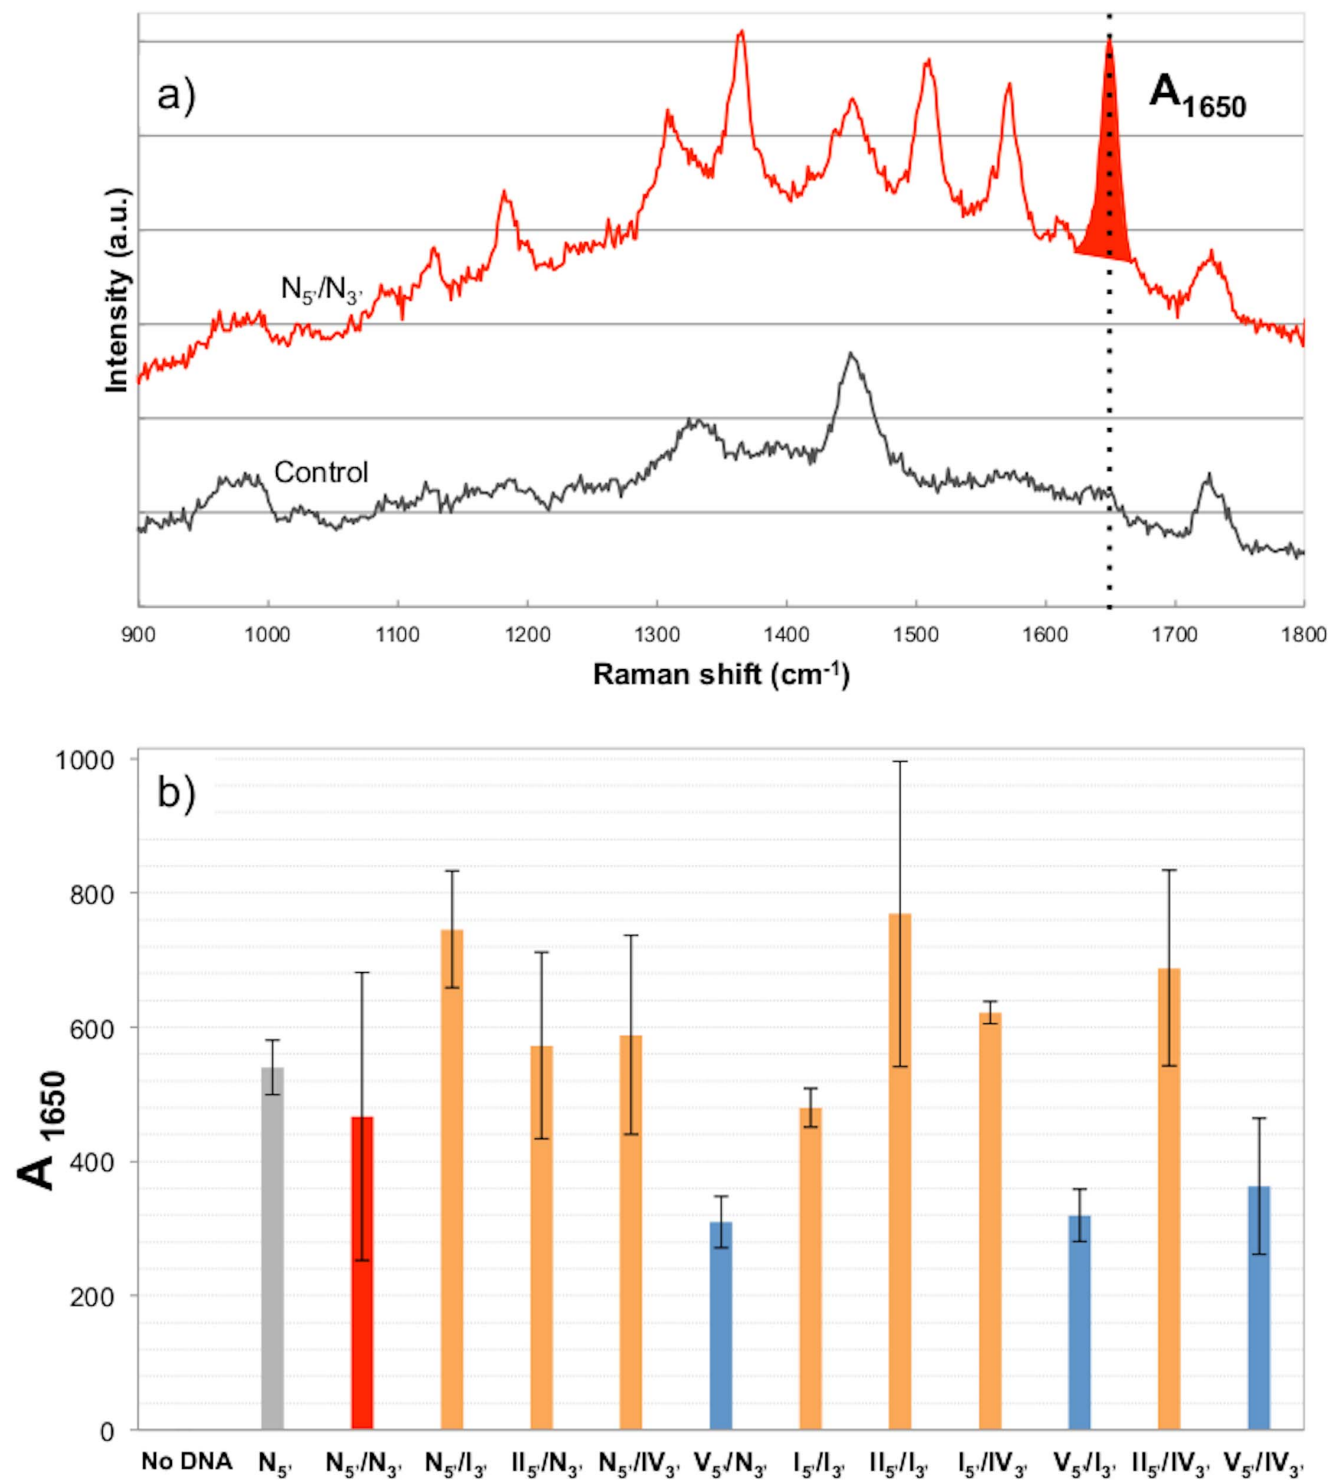 a)
A1650
Intensity (a.u.)
N5'/N3'
Control
900 1000 1100 1200 1300 1400 1500 1600 1700 1800
Raman shift (cm-1)
b)
1000
800
600
400
200
0
A 1650
No DNA N5' N5'/N3' N5'/I3' II5'/N3' N5'/IV3' V5'/N3' I5'/I3' II5'/I3' I5'/IV3' V5'/I3' II5'/IV3' V5'/IV3'